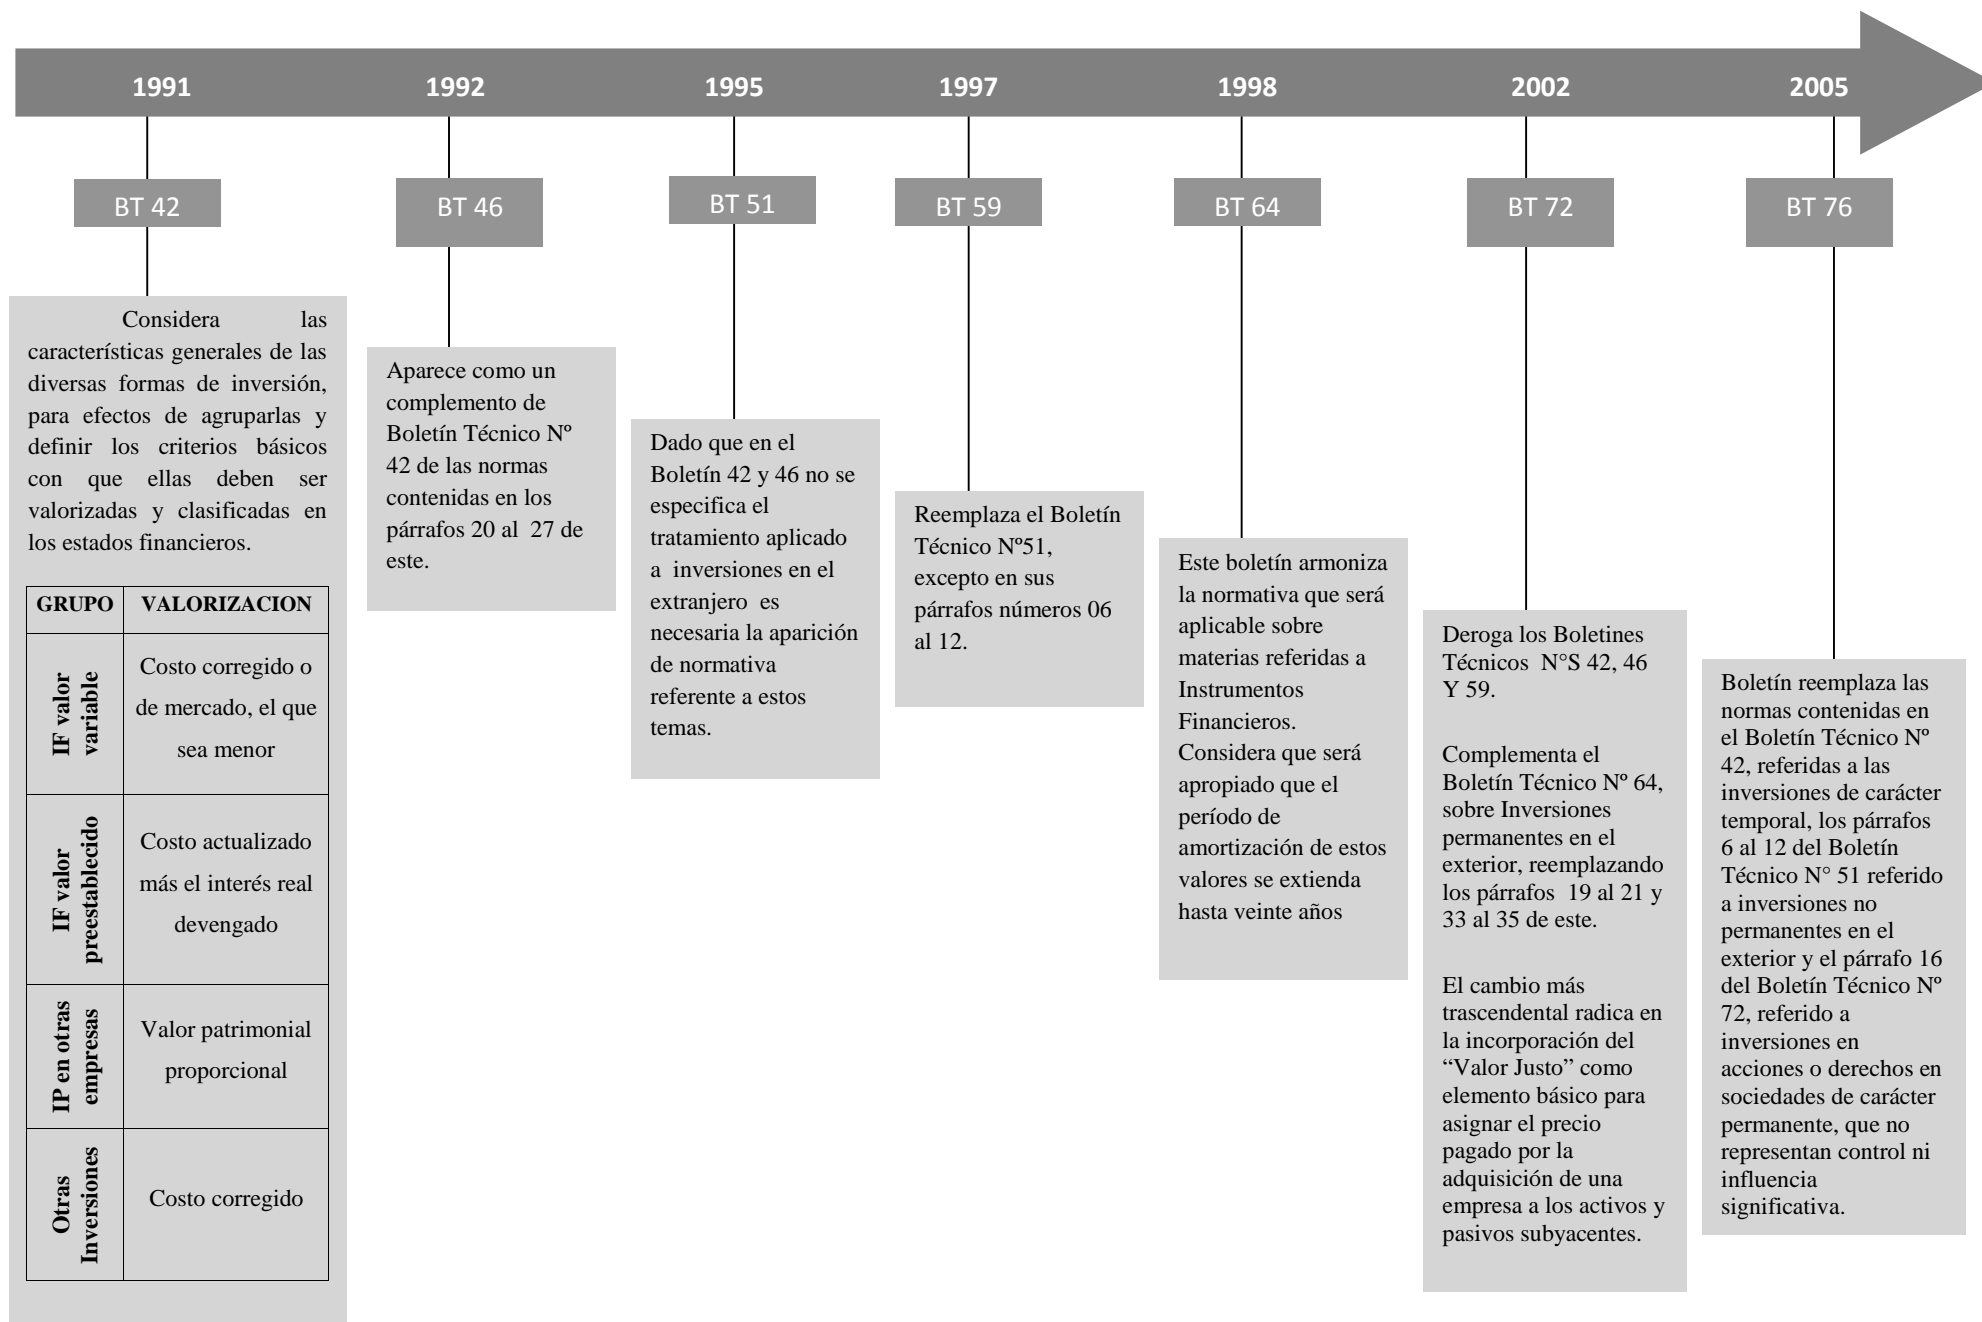 1991
1992
1995
1997
1998
2002
2005
BT 42
BT 46
BT 51
BT 59
BT 64
BT 72
BT 76
Considera las
características generales de las
diversas formas de inversión,
para efectos de agruparlas y
definir los criterios básicos
con que ellas deben ser
valorizadas y clasificadas en
los estados financieros.
GRUPO VALORIZACION
IF valor
variable
Costo corregido o
de mercado, el que
sea menor
IF valor
preestablecido
Costo actualizado
más el interés real
devengado
IP en otras
empresas
Valor patrimonial
proporcional
Otras
Inversiones
Costo corregido
Aparece como un
complemento de
Boletín Técnico Nº
42 de las normas
contenidas en los
párrafos 20 al 27 de
este.
Dado que en el
Boletín 42 y 46 no se
especifica el
tratamiento aplicado
a inversiones en el
extranjero es
necesaria la aparición
de normativa
referente a estos
temas.
Reemplaza el Boletín
Técnico Nº51,
excepto en sus
párrafos números 06
al 12.
Este boletín armoniza
la normativa que será
aplicable sobre
materias referidas a
Instrumentos
Financieros.
Considera que será
apropiado que el
período de
amortización de estos
valores se extienda
hasta veinte años
Deroga los Boletines
Técnicos N°S 42, 46
Y 59.
Complementa el
Boletín Técnico Nº 64,
sobre Inversiones
permanentes en el
exterior, reemplazando
los párrafos 19 al 21 y
33 al 35 de este.
El cambio más
trascendental radica en
la incorporación del
“Valor Justo” como
elemento básico para
asignar el precio
pagado por la
adquisición de una
empresa a los activos y
pasivos subyacentes.
Boletín reemplaza las
normas contenidas en
el Boletín Técnico Nº
42, referidas a las
inversiones de carácter
temporal, los párrafos
6 al 12 del Boletín
Técnico N° 51 referido
a inversiones no
permanentes en el
exterior y el párrafo 16
del Boletín Técnico Nº
72, referido a
inversiones en
acciones o derechos en
sociedades de carácter
permanente, que no
representan control ni
influencia
significativa.